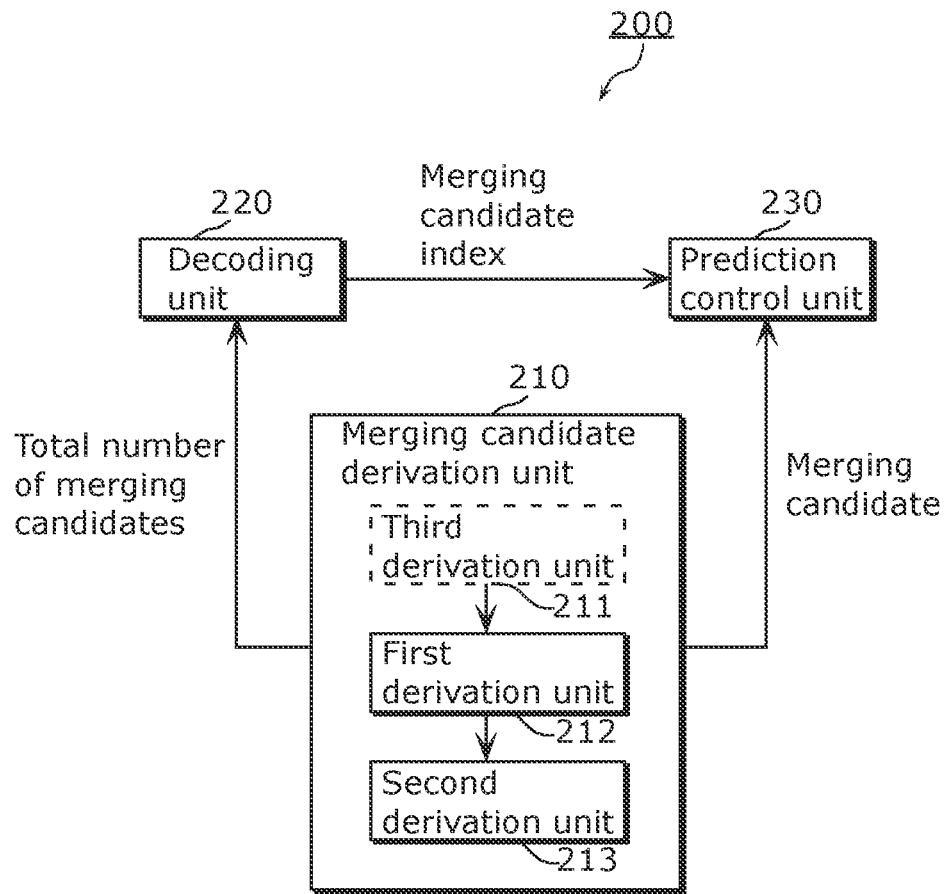 200
Merging
candidate
index
220
230
Decoding
unit
Prediction
control unit
210
Merging candidate
derivation unit
Total number
of merging
candidates
Merging
candidate
Third
derivation unit
211
First
derivation unit
212
Second
derivation unit
213